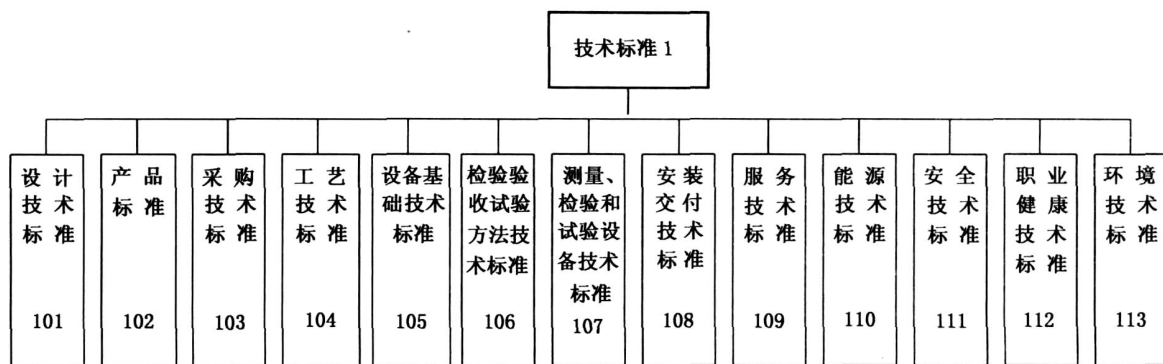 技术标准 1
设计
技术
标准
101
产品
标准
102
采购
技术
标准
103
工艺
技术
标准
104
设备基
础技术
标准
105
检验验
收试验
方法技
术标准
106
测量、
检验和
试验设
备技术
标准
107
安装
交付
技术
标准
108
服务
技术
标准
109
能源
技术
标准
110
安全
技术
标准
111
职业
健康
技术
标准
112
环境
技术
标准
113